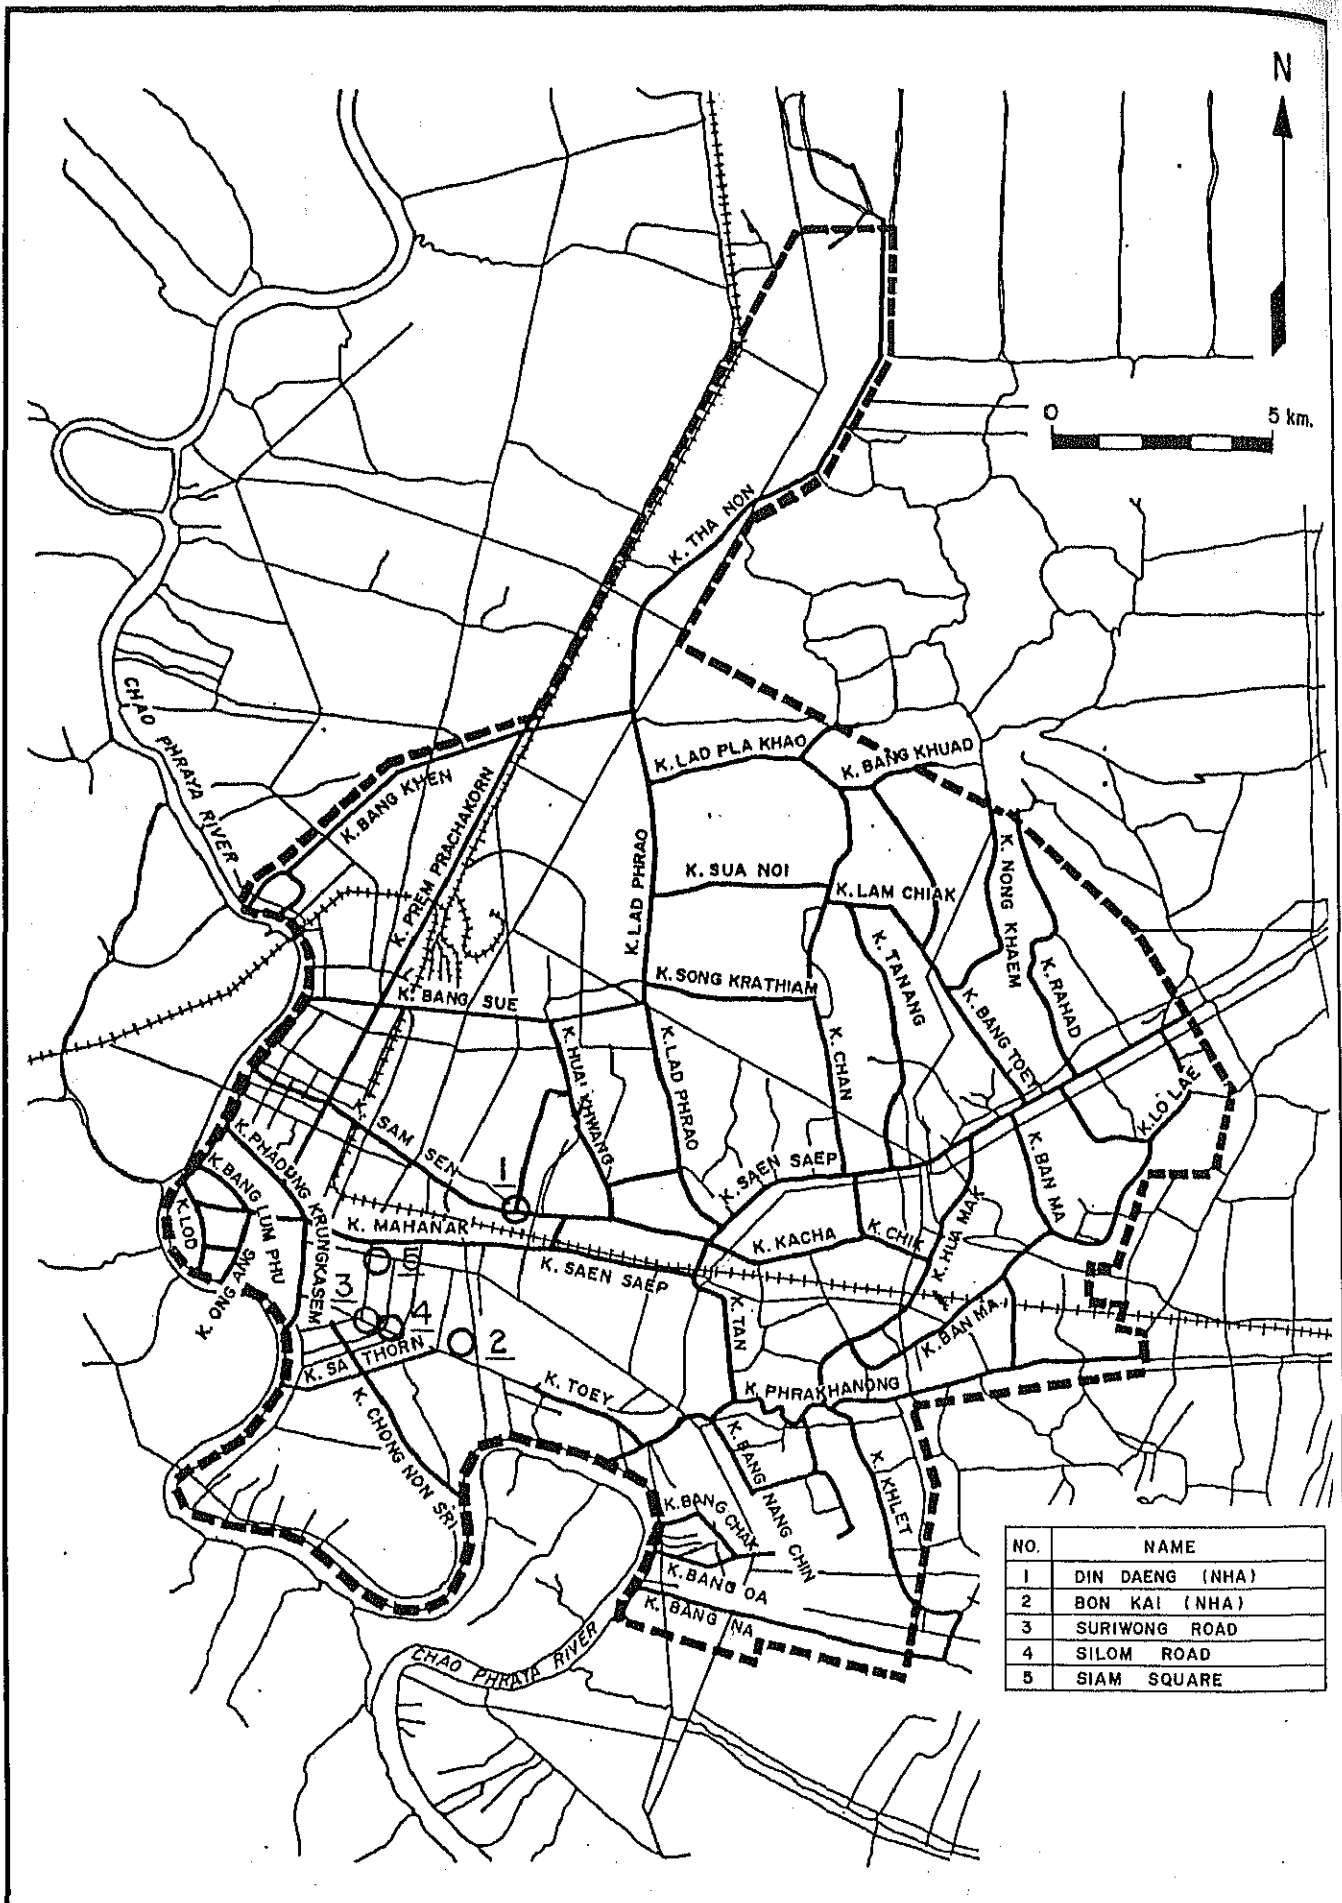 N
0 5 km.
K. THA NON
CHAO PHRAYA RIVER
K. LAD PLA KHAO
K. BANG KHUAD
K. BANG KHEN
K. PREM PRACHAKORN
K. LAD PHRAO
K. SUA NOI
K. LAM CHIAK
K. NONG KHAEM
K. TANANG
K. RAHAD
K. SONG KRATHIAM
K. BANG SUE
K. BANG TOEY
K. HUAI KHWANG
K. LAD PHRAO
K. CHAN
K. LO LAE
K. SAM SEN
K. PHADUNG KRUNGKASEM
K. BANG LUM PHU
K. LOD
K. ONG ANG
1
K. SAEN SAEP
K. BAN MA
K. MAHANAK
K. KACHA
K. CHIK
K. HUA MAK
K. SAEN SAEP
5
3
4
2
K. TAN
K. BAN MA
K. SA THORN
K. TOEY
K. PHRAKHANONG
K. CHONG NON SRI
K. BANG NANG CHIN
K. KHLET
K. BANG CHAK
K. BANG OA
K. BANG NA
CHAO PHRAYA RIVER
NO. NAME
1 DIN DAENG (NHA)
2 BON KAI (NHA)
3 SURIWONG ROAD
4 SILOM ROAD
5 SIAM SQUARE